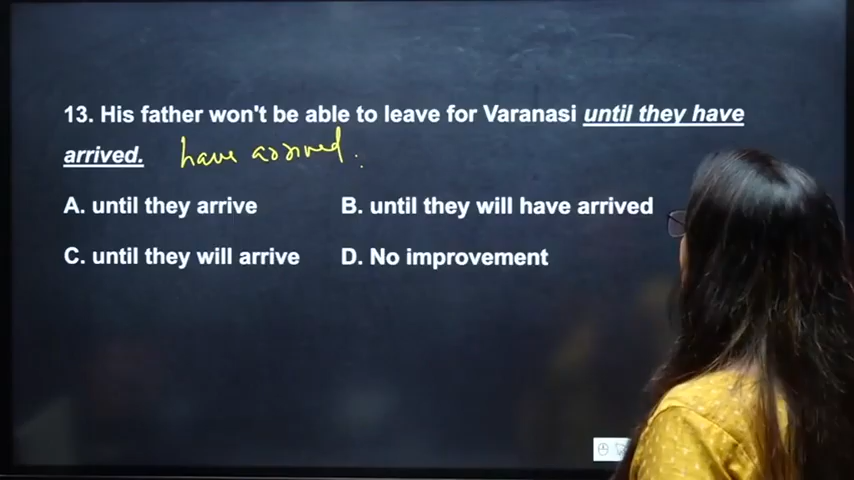 13. His father won't be able to leave for Varanasi until they have
arrived. have arrived.
A. until they arrive B. until they will have arrived
C. until they will arrive D. No improvement